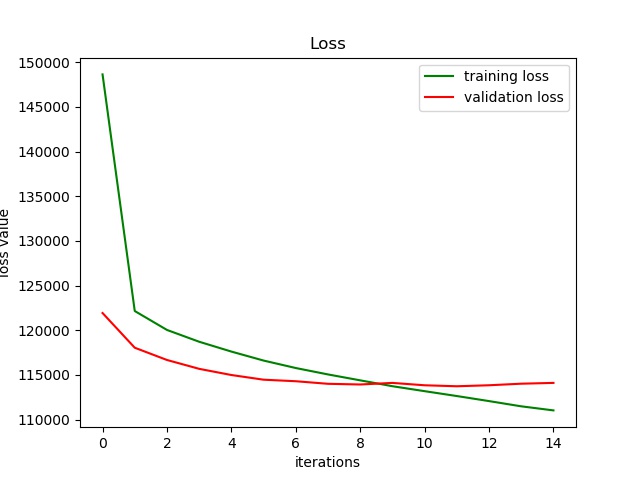 Loss
150000
145000
140000
135000
130000
125000
120000
115000
110000
loss value
training loss
validation loss
0 2 4 6 8 10 12 14
iterations